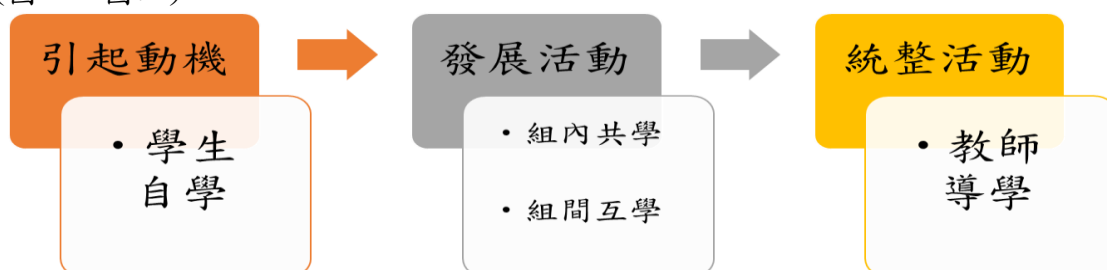 引起動機
• 學生
自學
發展活動
• 組內共學
• 組間互學
統整活動
• 教師
導學